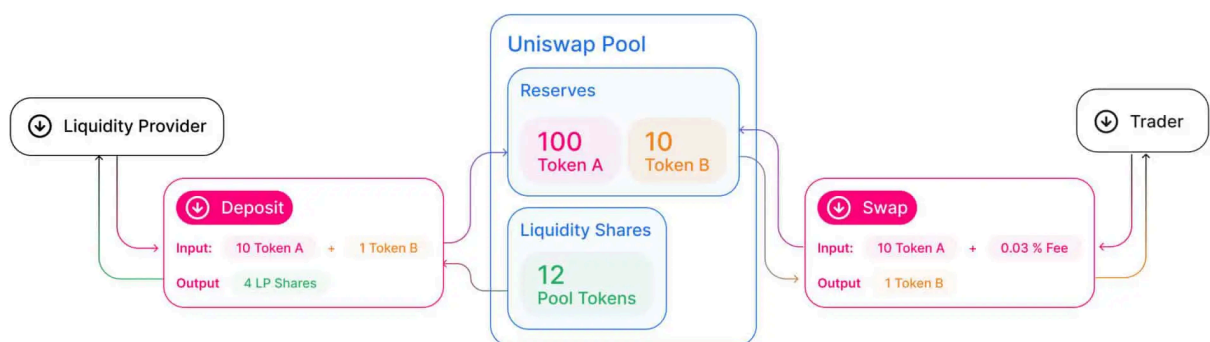 Uniswap Pool
Reserves
100
Token A
10
Token B
Liquidity Shares
12
Pool Tokens
Liquidity Provider
Deposit
Input: 10 Token A + 1 Token B
Output 4 LP Shares
Trader
Swap
Input: 10 Token A + 0.03 % Fee
Output 1 Token B